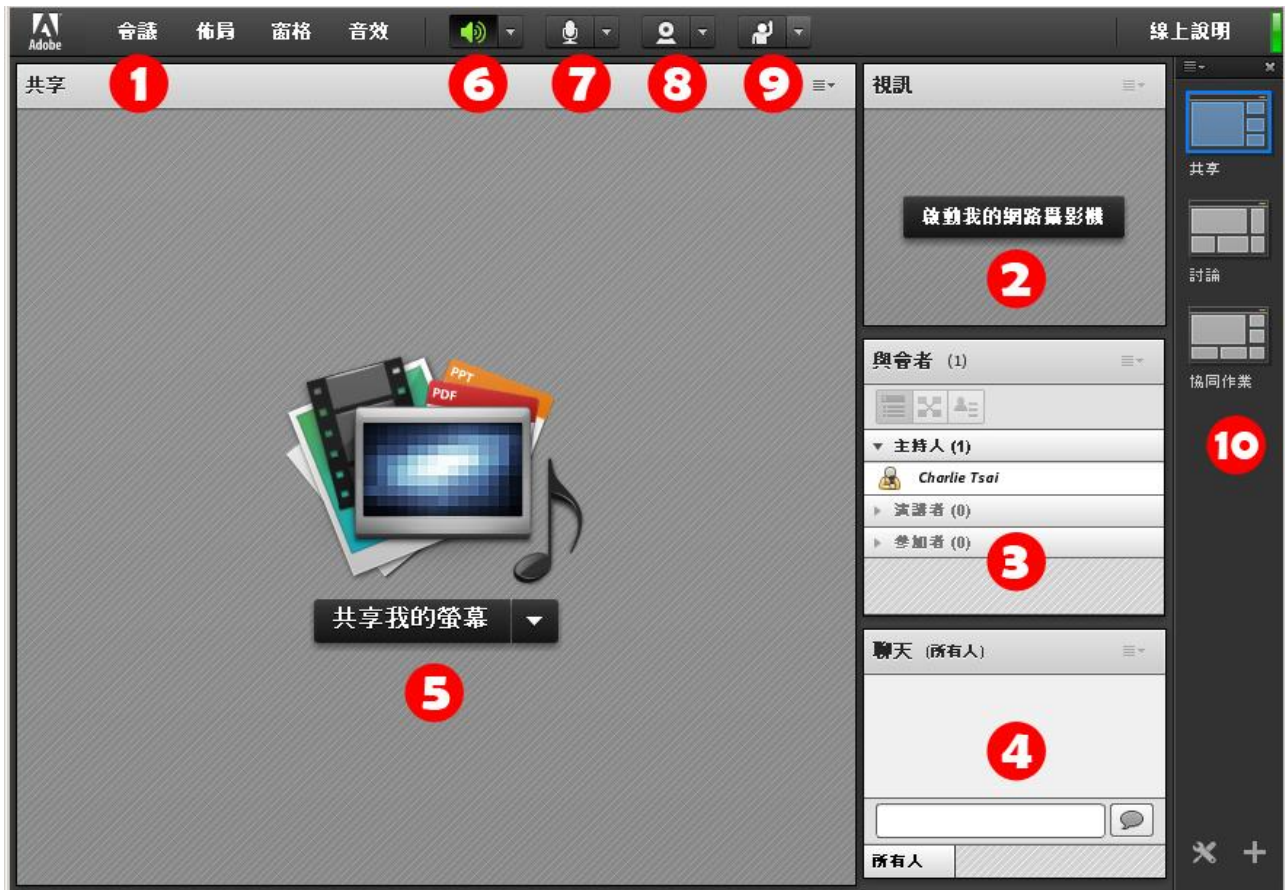 Adobe 會議 佈局 窗格 音效 線上說明
1 6 7 8 9
共享
視訊
共享
啟動我的網路攝影機
2
討論
PPT
PDF
與會者 (1)
協同作業
主持人 (1)
10
Charlie Tsai
演講者 (0)
參加者 (0)
3
共享我的螢幕
5
聊天 (所有人)
4
所有人